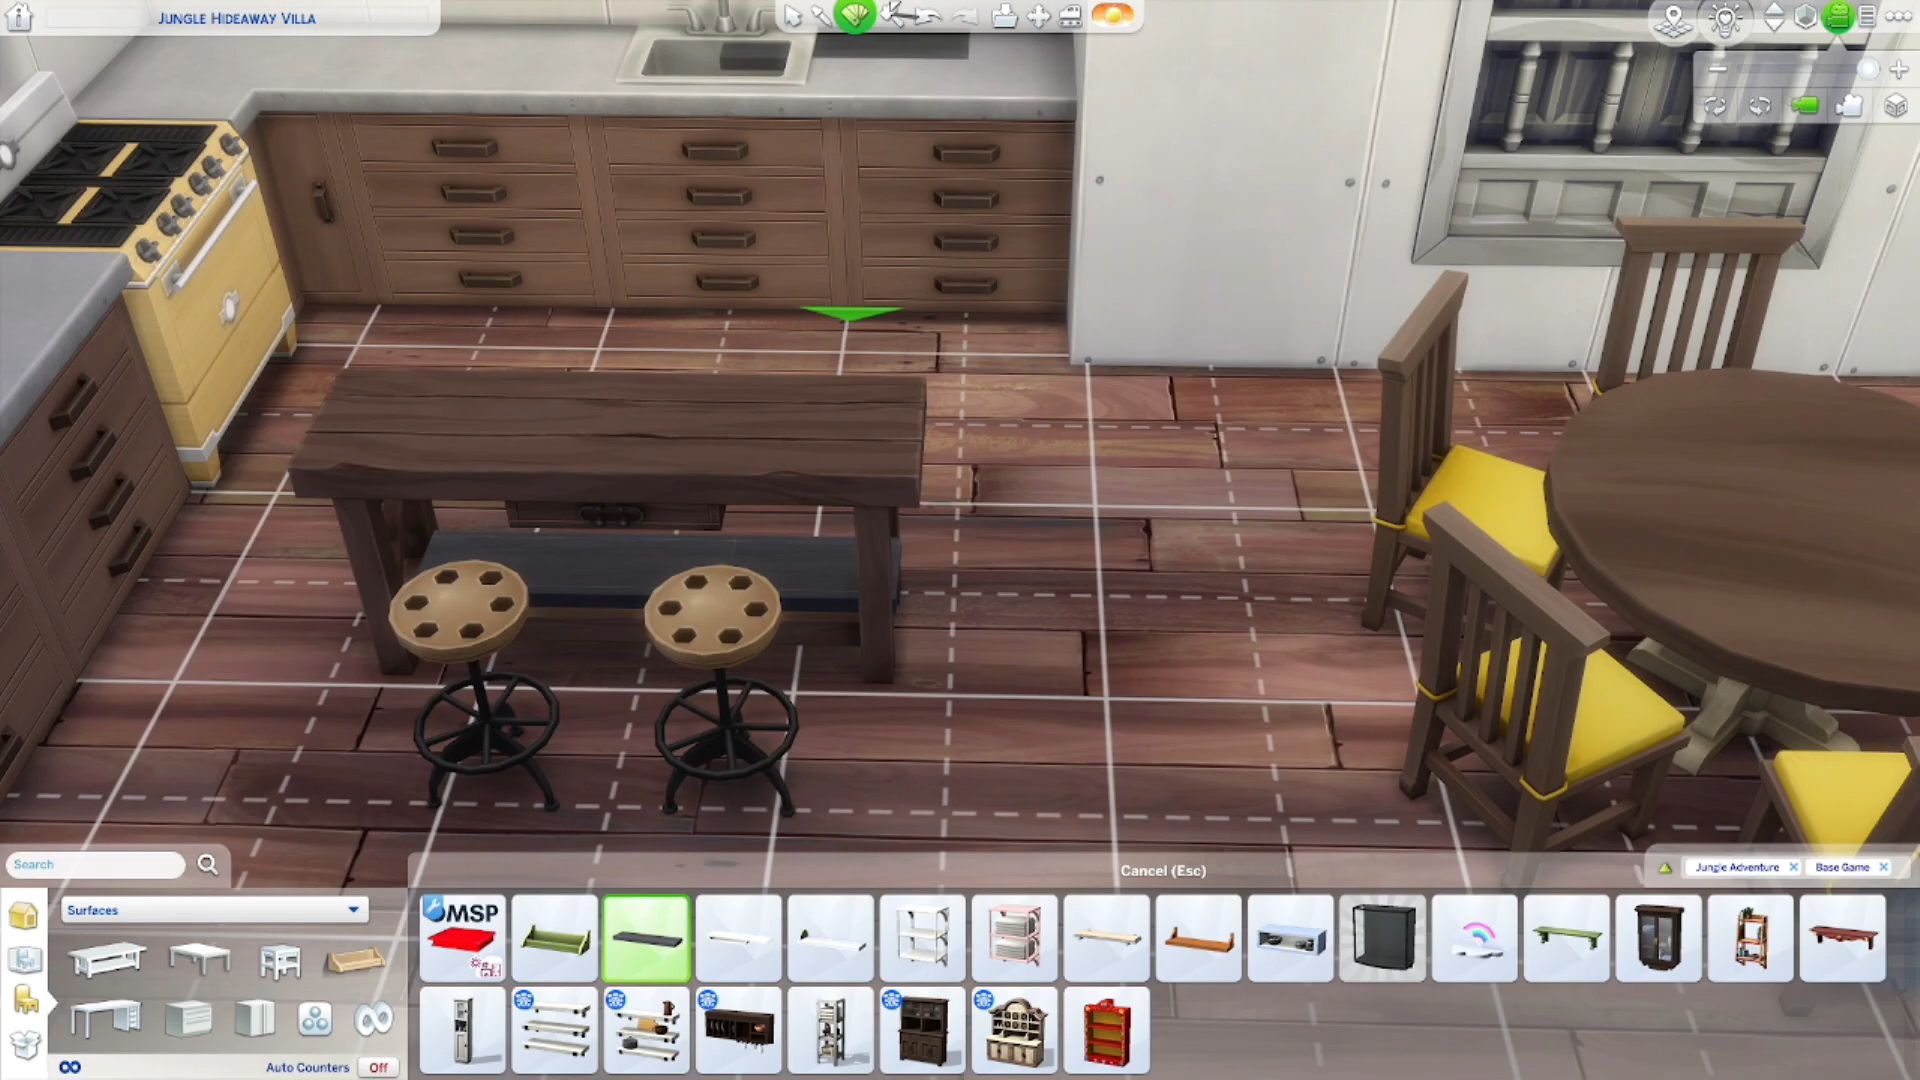 Jungle Hideaway Villa
Cancel (Esc)
Search
Jungle Adventure
Base Game
Surfaces
MSP
Auto Counters
Off